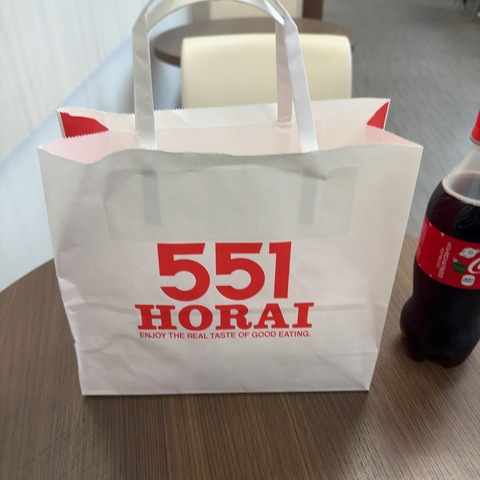 551
HORAI
ENJOY THE REAL TASTE OF GOOD EATING.